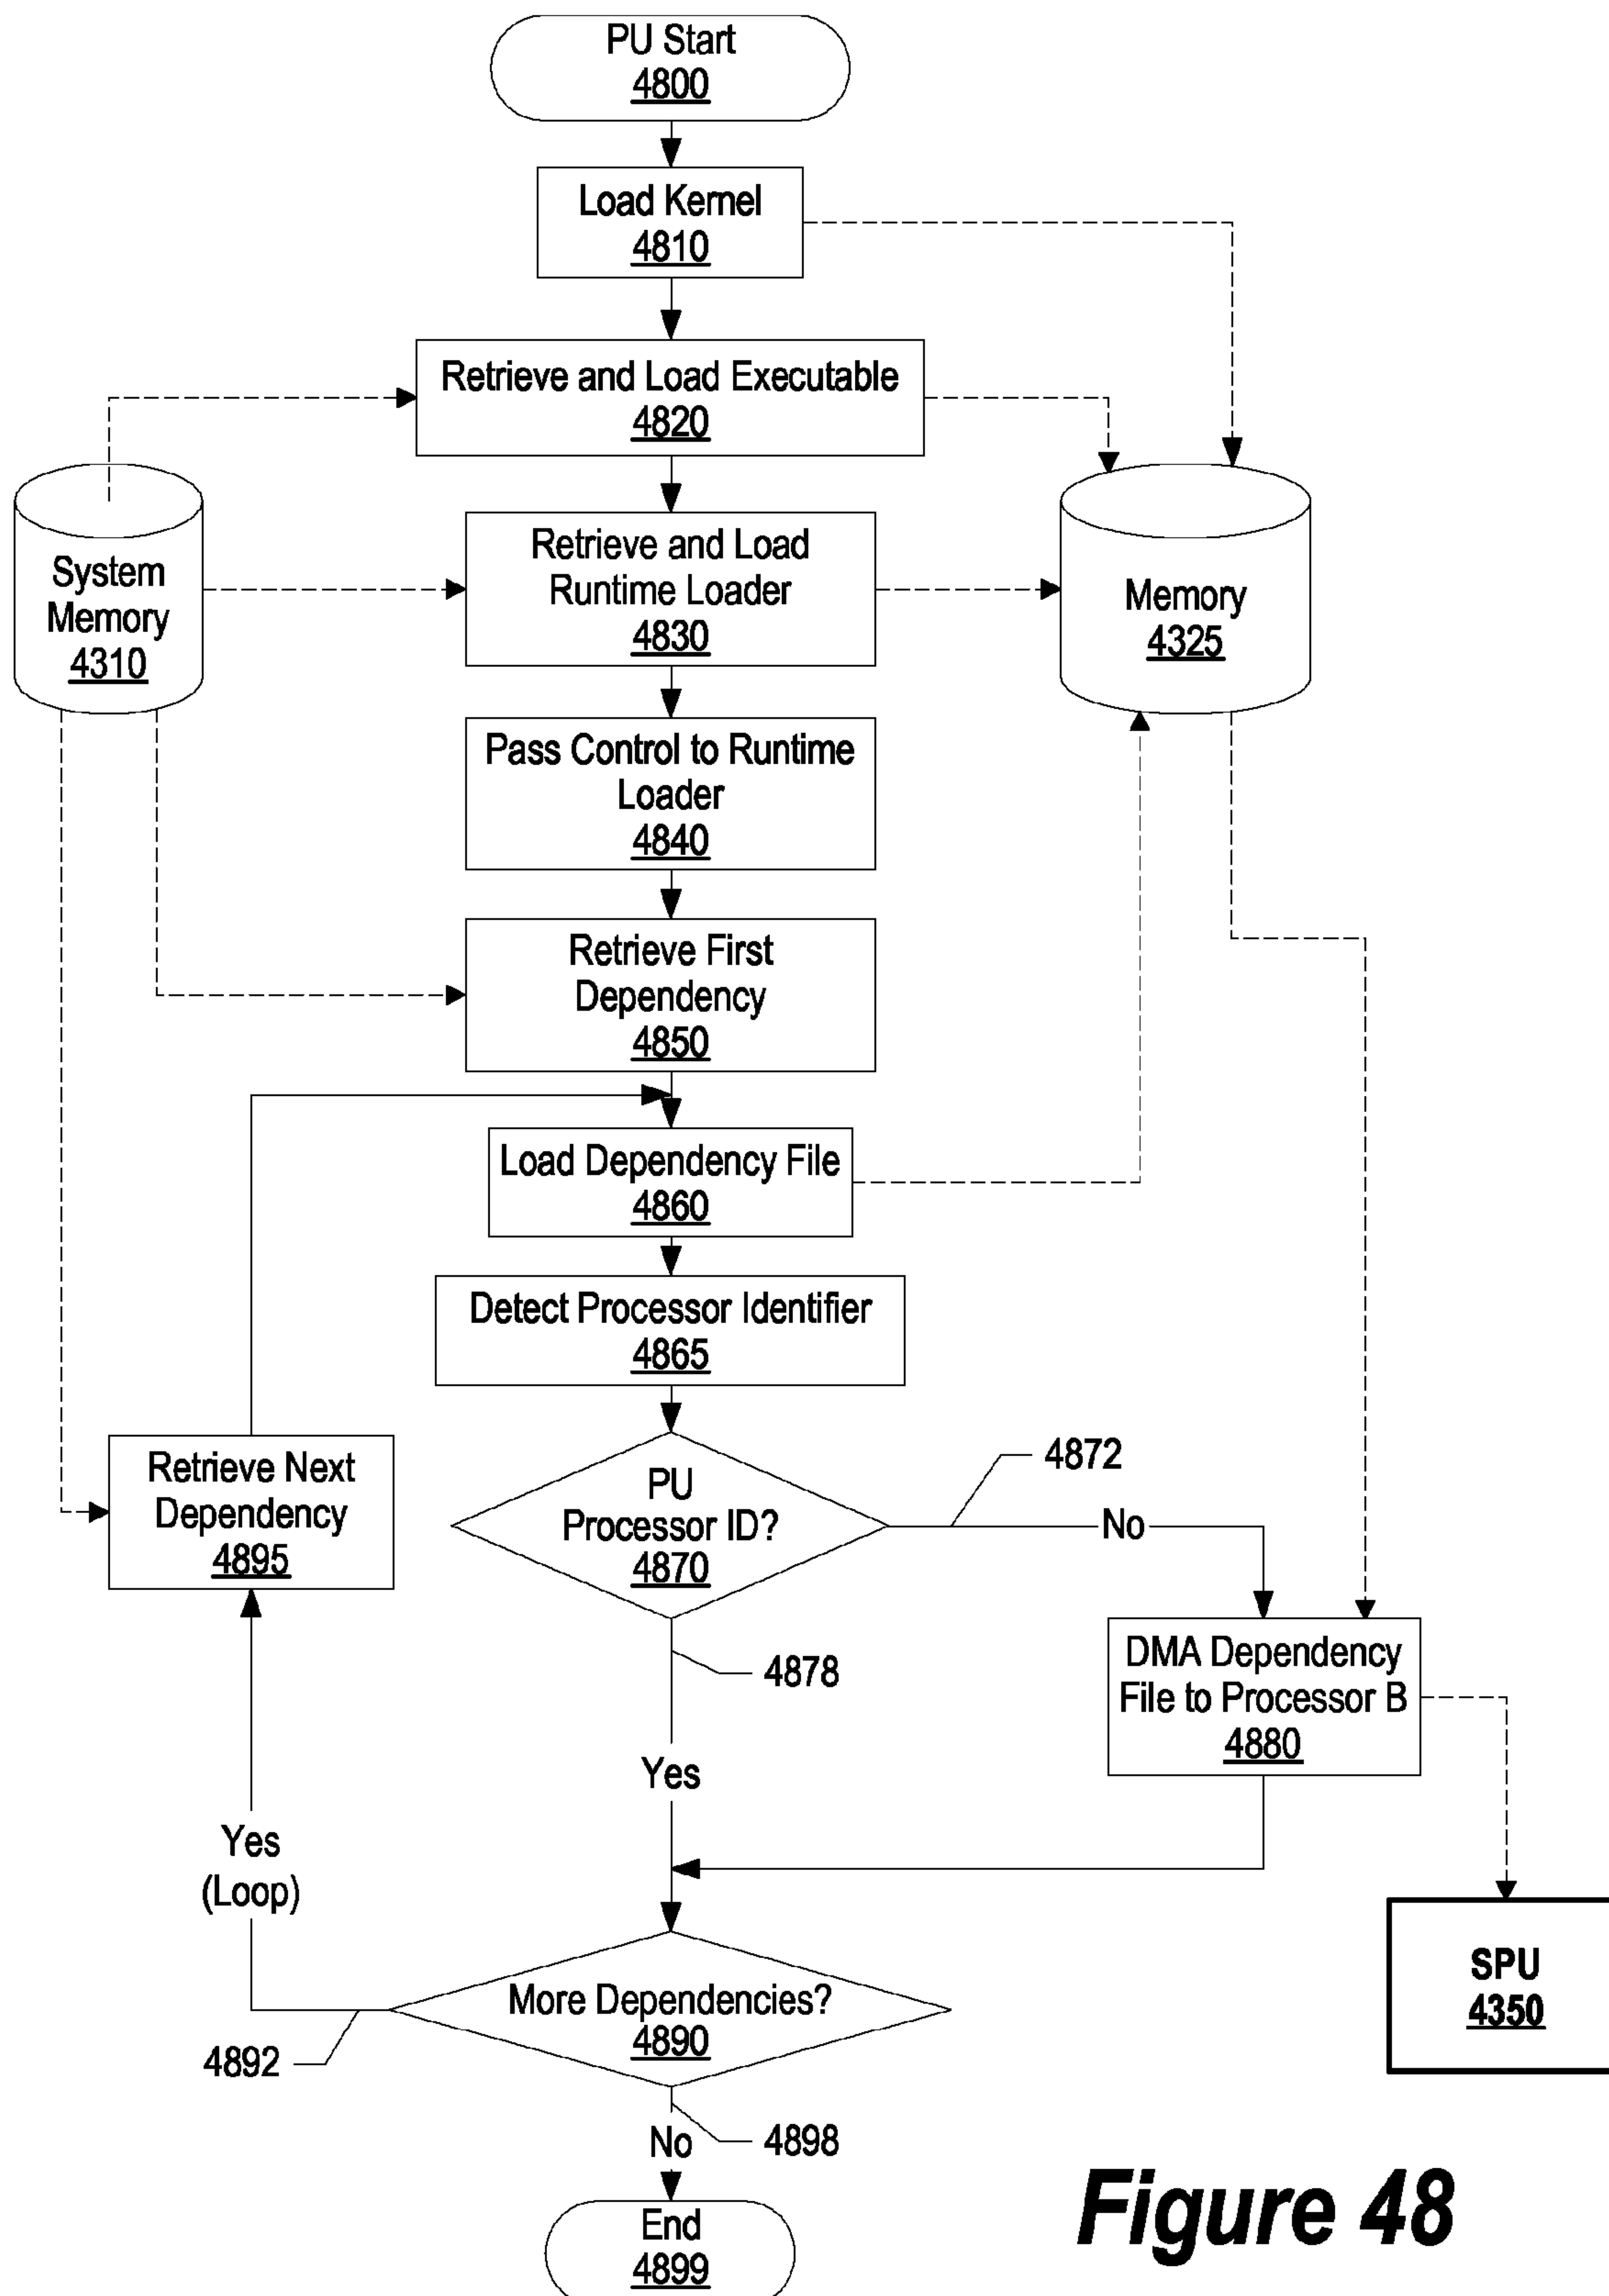 PU Start
4800
Load Kernel
4810
Retrieve and Load Executable
4820
System
Memory
4310
Retrieve and Load
Runtime Loader
4830
Memory
4325
Pass Control to Runtime
Loader
4840
Retrieve First
Dependency
4850
Load Dependency File
4860
Detect Processor Identifier
4865
Retrieve Next
Dependency
4895
PU
Processor ID?
4870
4872
No
4878
Yes
DMA Dependency
File to Processor B
4880
Yes
(Loop)
SPU
4350
More Dependencies?
4890
4892
No
4898
End
4899
Figure 48